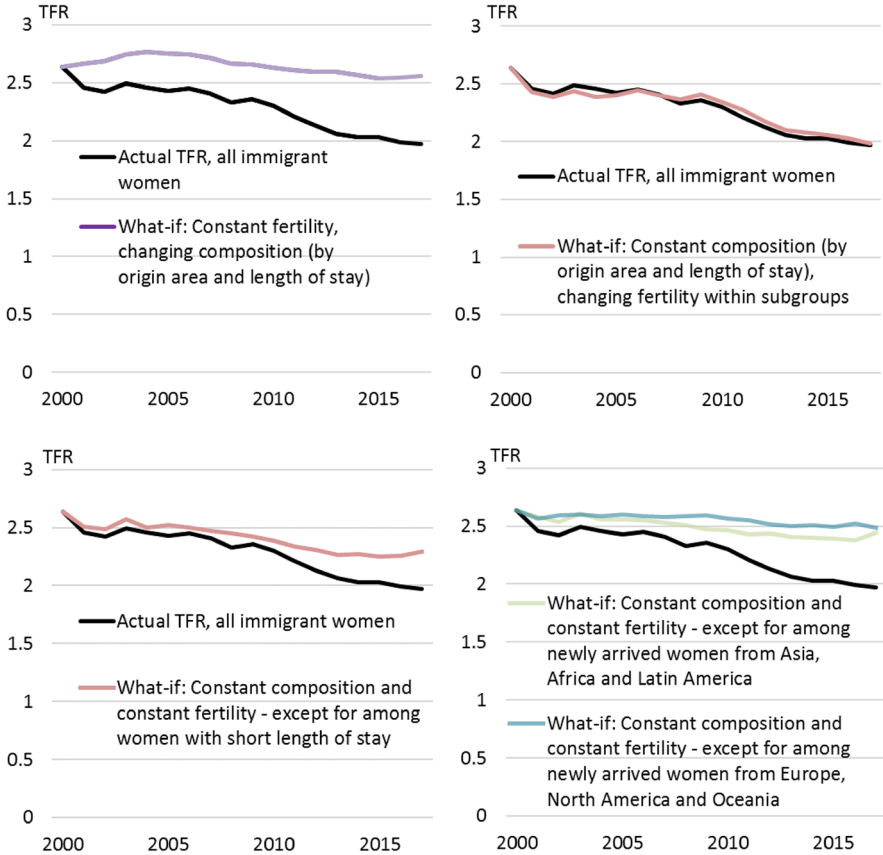 TFR
3
2.5
2
1.5
1
0.5
0
2000 2005 2010 2015
Actual TFR, all immigrant
women
What-if: Constant fertility,
changing composition (by
origin area and length of stay)
TFR
3
2.5
2
1.5
1
0.5
0
2000 2005 2010 2015
Actual TFR, all immigrant women
What-if: Constant composition (by
origin area and length of stay),
changing fertility within subgroups
TFR
3
2.5
2
1.5
1
0.5
0
2000 2005 2010 2015
Actual TFR, all immigrant women
What-if: Constant composition and
constant fertility - except for among
women with short length of stay
TFR
3
2.5
2
1.5
1
0.5
0
2000 2005 2010 2015
What-if: Constant composition and
constant fertility - except for among
newly arrived women from Asia,
Africa and Latin America
What-if: Constant composition and
constant fertility - except for among
newly arrived women from Europe,
North America and Oceania